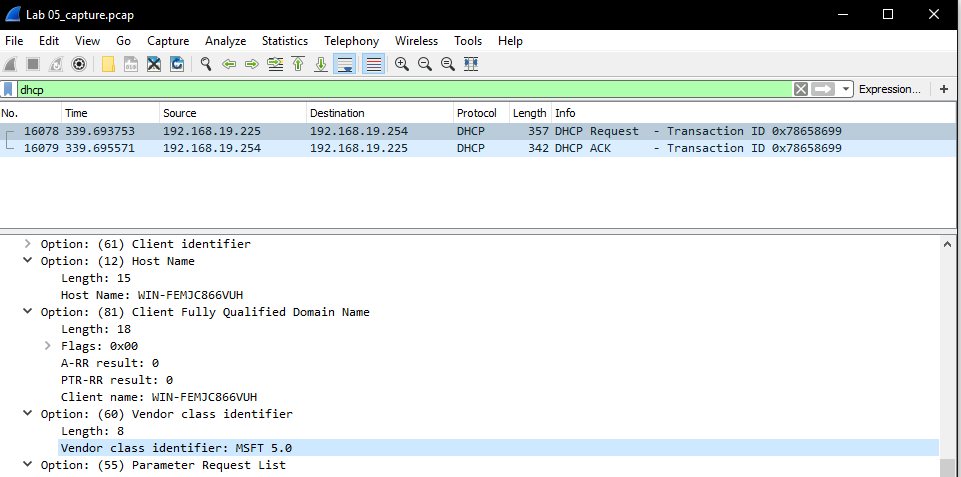 Lab 05_capture.pcap
File Edit View Go Capture Analyze Statistics Telephony Wireless Tools Help
dhcp Expression... +
No. Time Source Destination Protocol Length Info
16078 339.693753 192.168.19.225 192.168.19.254 DHCP 357 DHCP Request - Transaction ID 0x78658699
16079 339.695571 192.168.19.254 192.168.19.225 DHCP 342 DHCP ACK - Transaction ID 0x78658699
Option: (61) Client identifier
Option: (12) Host Name
Length: 15
Host Name: WIN-FEMJC866VUH
Option: (81) Client Fully Qualified Domain Name
Length: 18
Flags: 0x00
A-RR result: 0
PTR-RR result: 0
Client name: WIN-FEMJC866VUH
Option: (60) Vendor class identifier
Length: 8
Vendor class identifier: MSFT 5.0
Option: (55) Parameter Request List